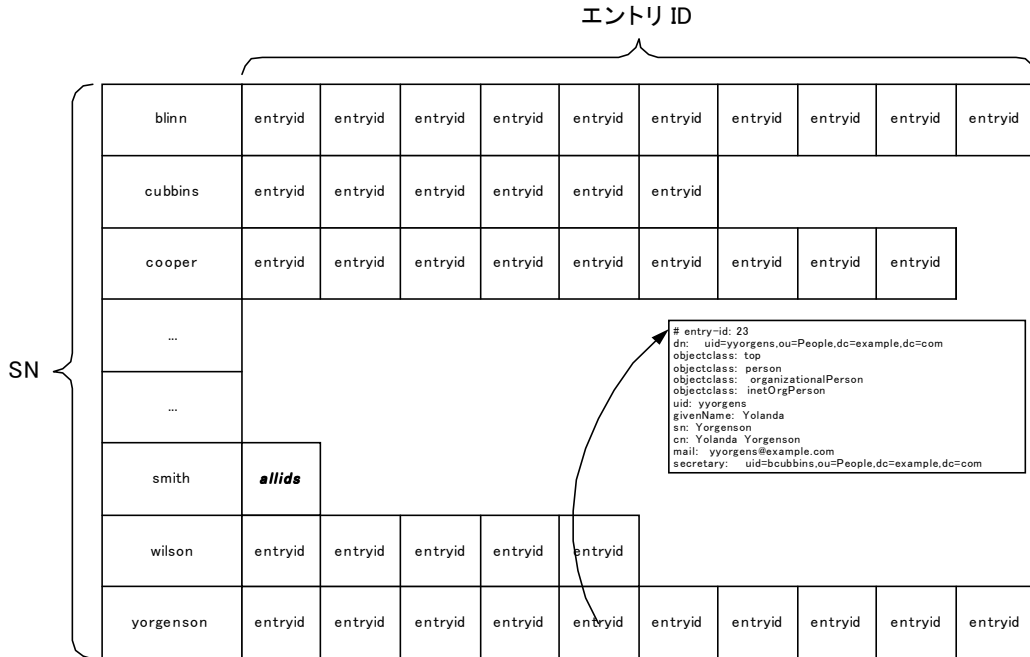 エントリ ID
blinn entryid entryid entryid entryid entryid entryid entryid entryid entryid entryid
cubbins entryid entryid entryid entryid entryid entryid
cooper entryid entryid entryid entryid entryid entryid entryid entryid entryid
...
# entry-id: 23
dn: uid=yyorgens,ou=People,dc=example,dc=com
objectclass: top
objectclass: person
objectclass: organizationalPerson
objectclass: inetOrgPerson
uid: yyorgens
givenName: Yolanda
sn: Yorgenson
cn: Yolanda Yorgenson
mail: yyorgens@example.com
secretary: uid=bcubbins,ou=People,dc=example,dc=com
SN
...
smith allids
wilson entryid entryid entryid entryid entryid
yorgenson entryid entryid entryid entryid entryid entryid entryid entryid entryid entryid